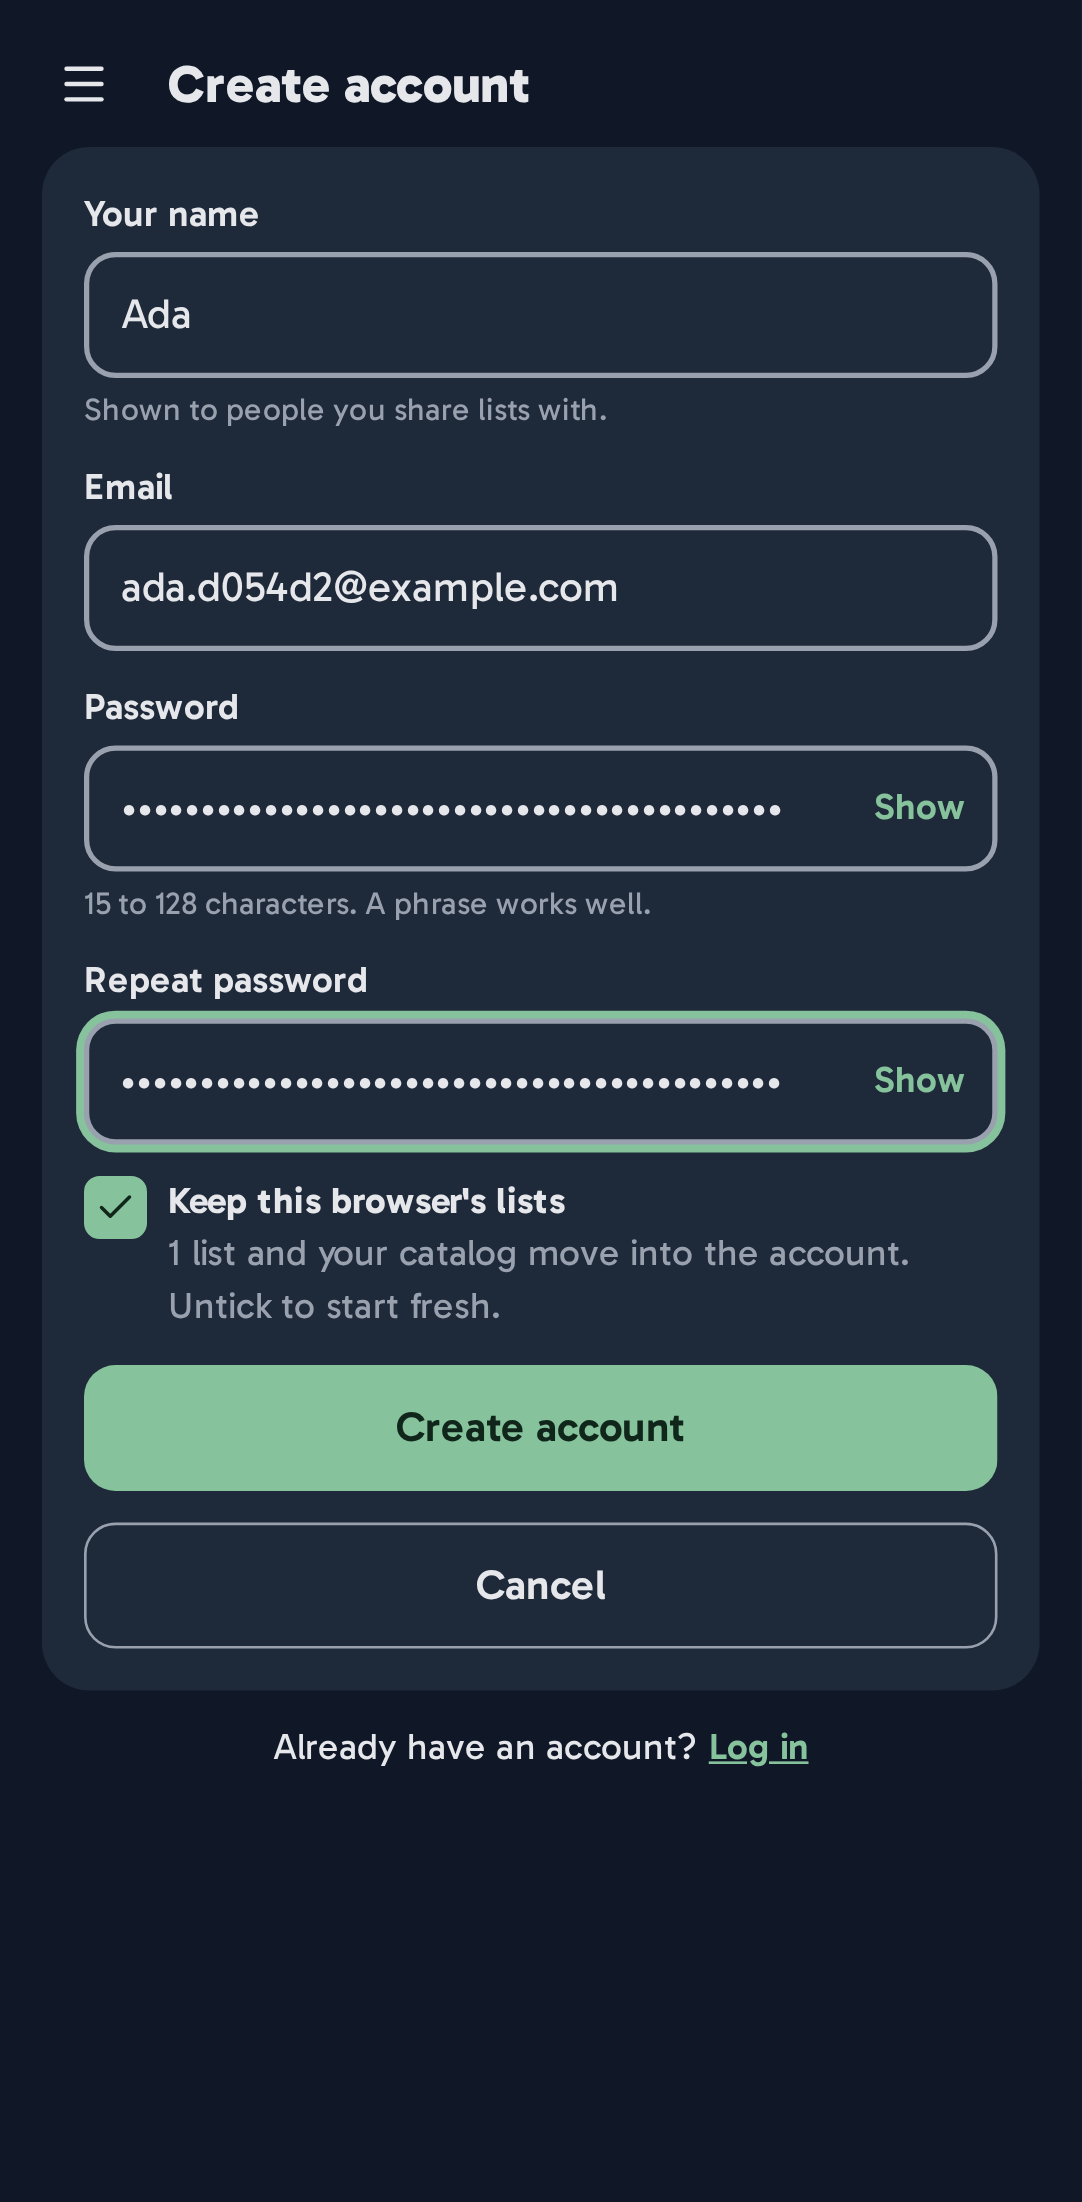 Create account
Your name
Ada
Shown to people you share lists with.
Email
ada.d054d2@example.com
Password
•••••••••••••••••••••••••••••••••••••••••• Show
15 to 128 characters. A phrase works well.
Repeat password
•••••••••••••••••••••••••••••••••••••••••• Show
Keep this browser's lists
1 list and your catalog move into the account.
Untick to start fresh.
Create account
Cancel
Already have an account? Log in